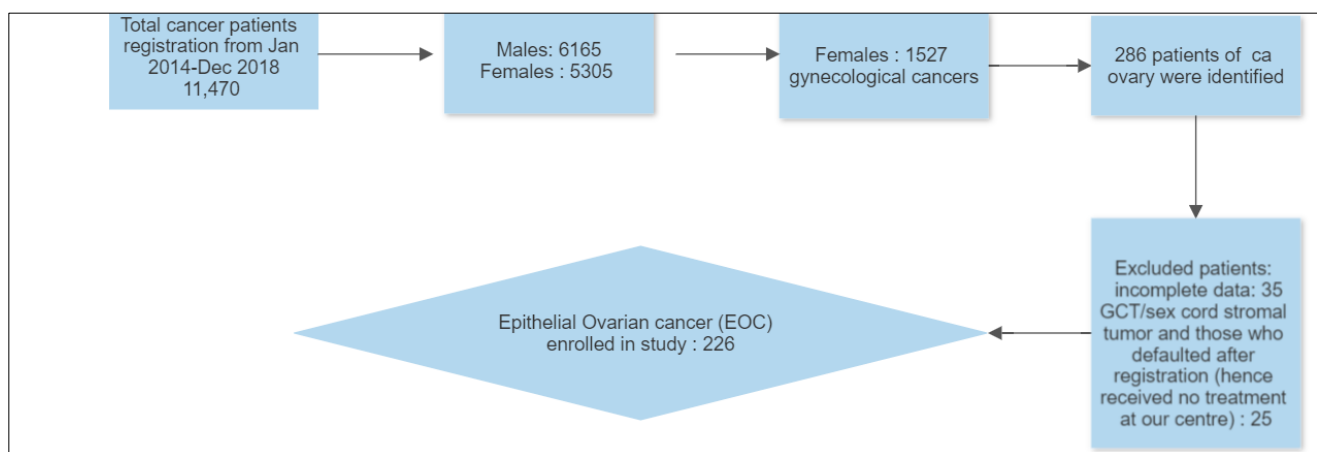 Total cancer patients
registration from Jan
2014-Dec 2018
11,470
Males: 6165
Females : 5305
Females : 1527
gynecological cancers
286 patients of ca
ovary were identified
Excluded patients:
incomplete data: 35
GCT/sex cord stromal
tumor and those who
defaulted after
registration (hence
received no treatment
at our centre) : 25
Epithelial Ovarian cancer (EOC)
enrolled in study : 226